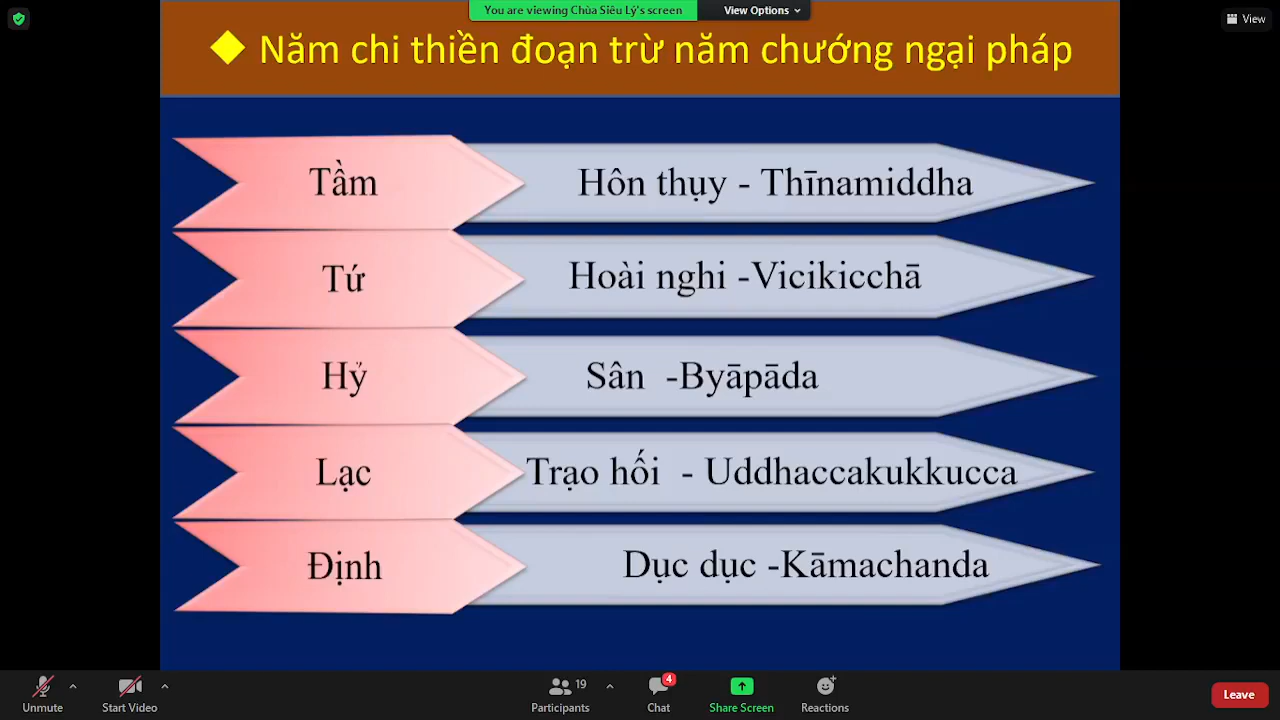 You are viewing Chùa Siêu Lý's screen
View Options
View
Năm chi thiền đoạn trừ năm chướng ngại pháp
Tầm
Hôn thụy - Thīnamiddha
Tứ
Hoài nghi -Vicikicchā
Hỷ
Sân -Byāpāda
Lạc
Trạo hối - Uddhaccakukkucca
Định
Dục dục -Kāmachanda
19
4
Unmute
Start Video
Participants
Chat
Share Screen
Reactions
Leave